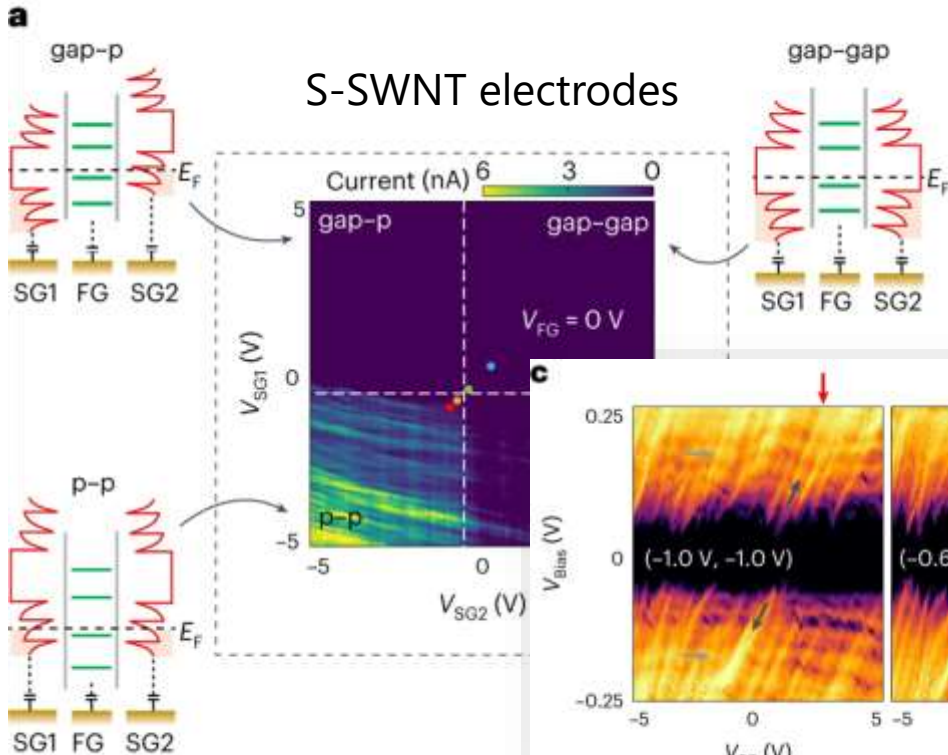 a
gap–p
gap–gap
S-SWNT electrodes
E_F
E_F
Current (nA)
6 3 0
SG1 FG SG2
SG1 FG SG2
5
gap–p
gap–gap
V_FG = 0 V
V_SG1 (V)
0
p–p
p–p
−5
−5 0
V_SG2 (V)
E_F
SG1 FG SG2
c
0.25
V_Bias (V)
0
(−1.0 V, −1.0 V)
(−0.6
−0.25
−5 0 5 −5